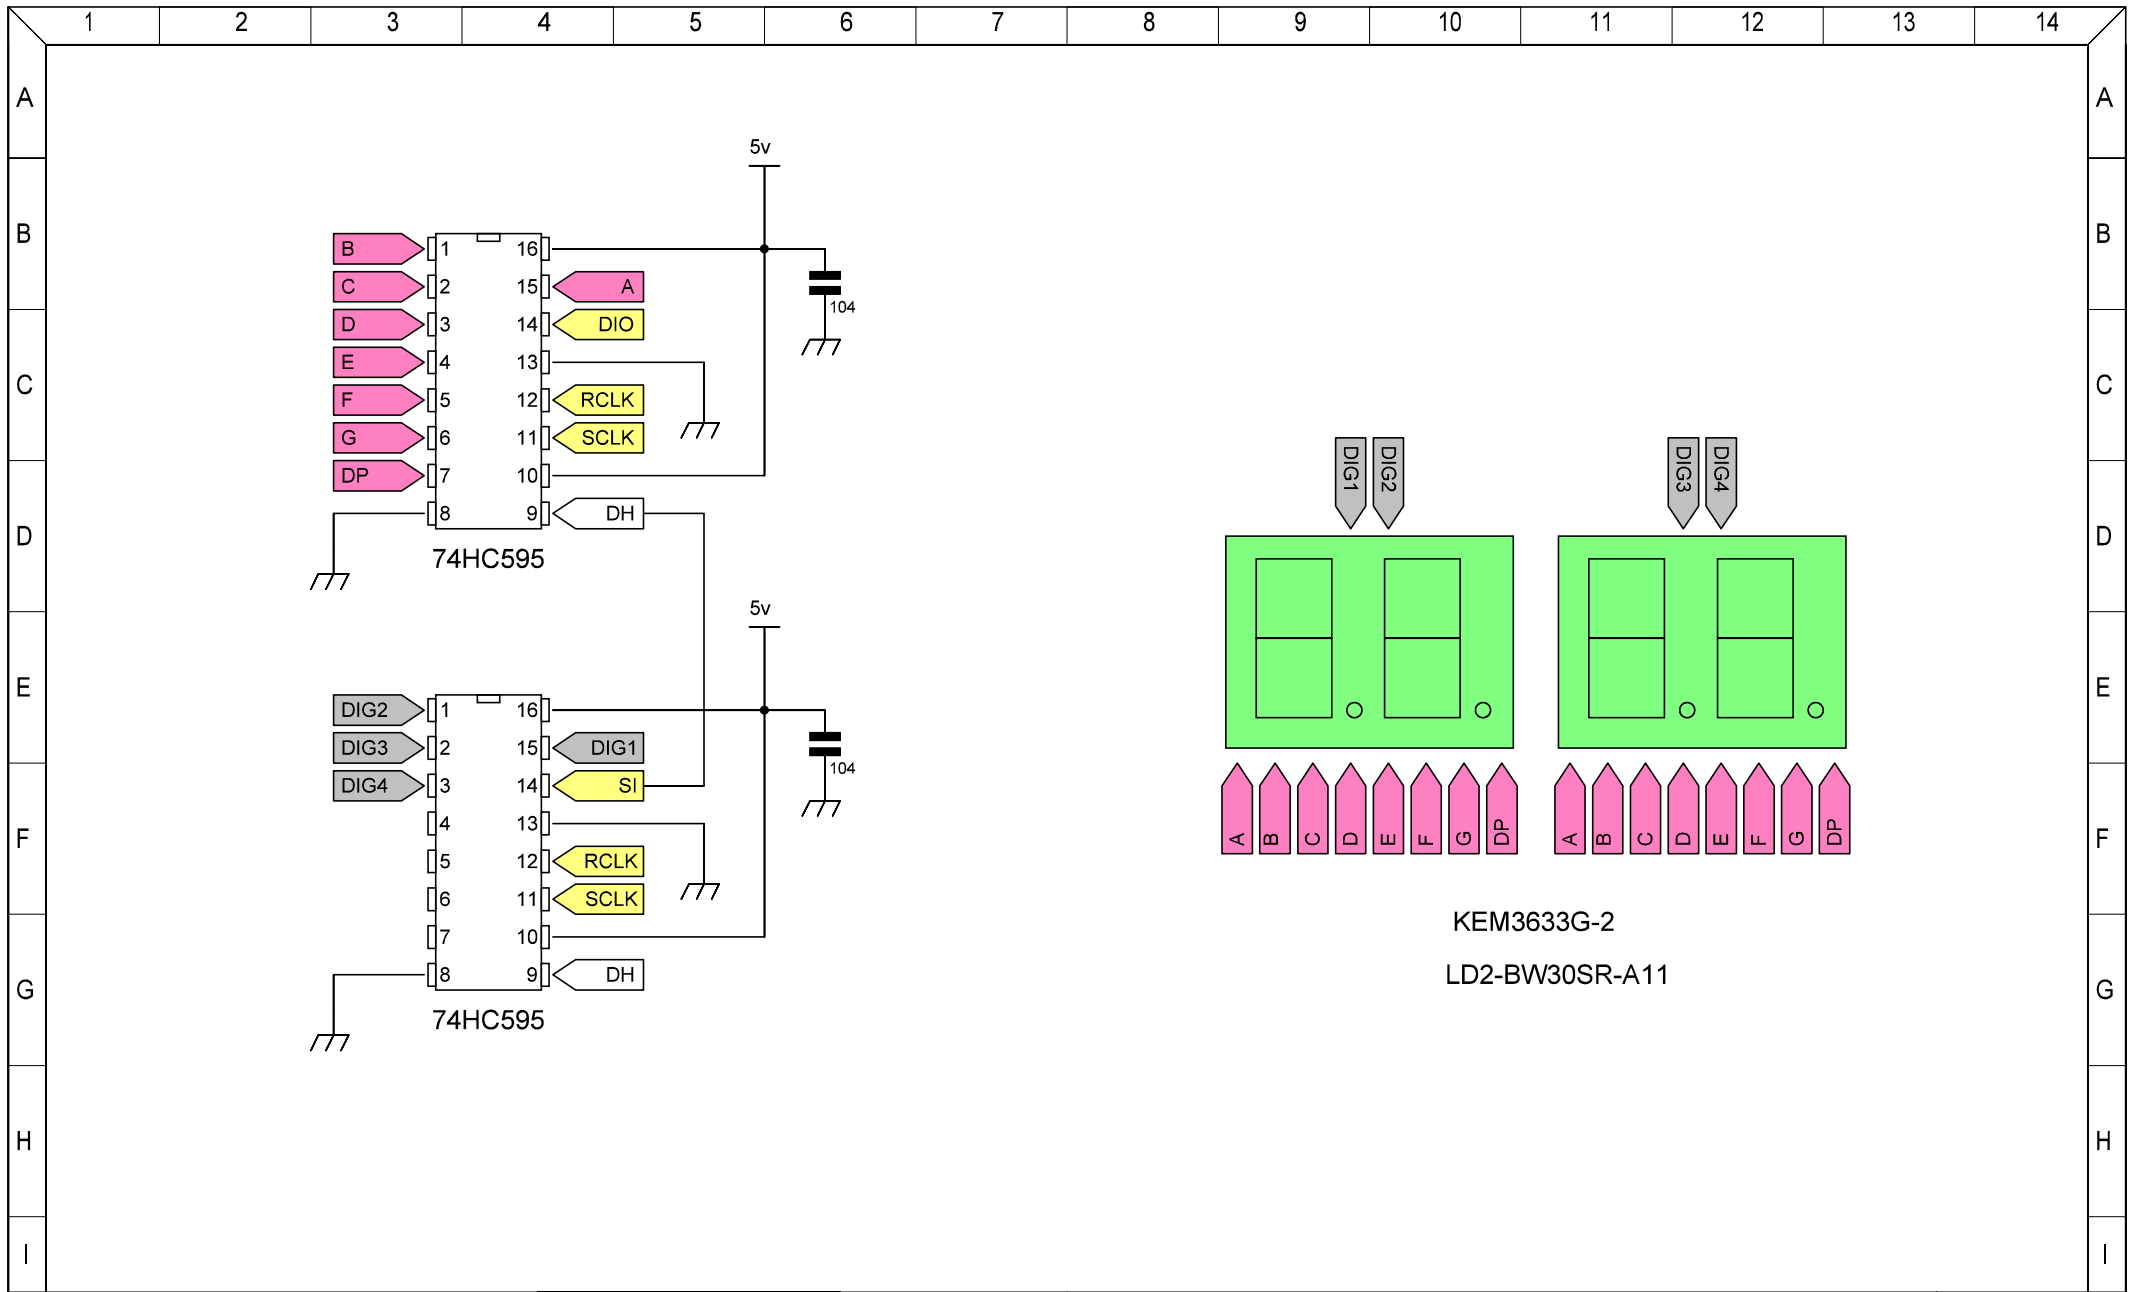 1 2 3 4 5 6 7 8 9 10 11 12 13 14
A A
5v
B B
B 1 16
C 2 15 A
104
D 3 14 DIO
E 4 13
C C
F 5 12 RCLK
G 6 11 SCLK
DP 7 10
8 9 DH
DIG1 DIG2 DIG3 DIG4
D D
74HC595
5v
E E
DIG2 1 16
DIG3 2 15 DIG1
104
DIG4 3 14 SI
4 13
F F
5 12 RCLK
6 11 SCLK
7 10
8 9 DH
A B C D E F G DP A B C D E F G DP
KEM3633G-2
LD2-BW30SR-A11
G G
74HC595
H H
I I